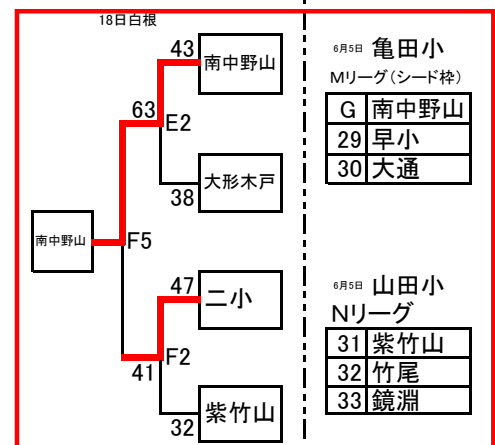 18日白根
43
南中野山
63
E2
大形木戸
38
南中野山
F5
47
二小
F2
41
紫竹山
32
6月5日 亀田小
Mリーグ(シード枠)
G 南中野山
29 早小
30 大通
6月5日 山田小
Nリーグ
31 紫竹山
32 竹尾
33 鏡淵